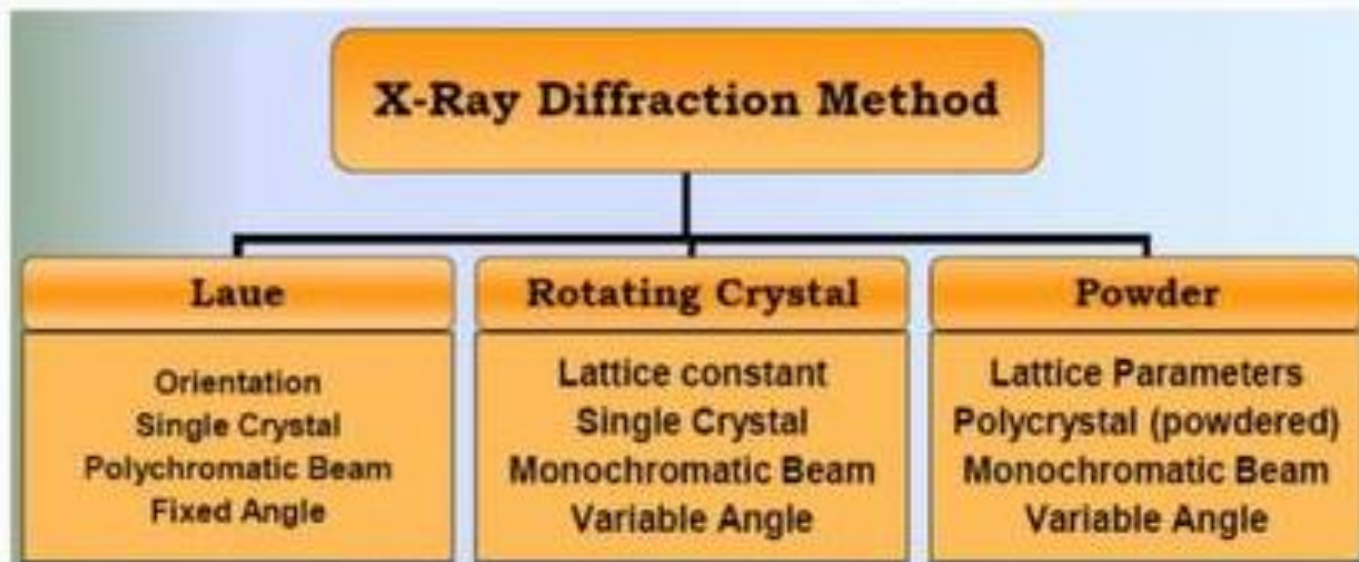 X-Ray Diffraction Method
Laue
Orientation
Single Crystal
Polychromatic Beam
Fixed Angle
Rotating Crystal
Lattice constant
Single Crystal
Monochromatic Beam
Variable Angle
Powder
Lattice Parameters
Polycrystal (powdered)
Monochromatic Beam
Variable Angle